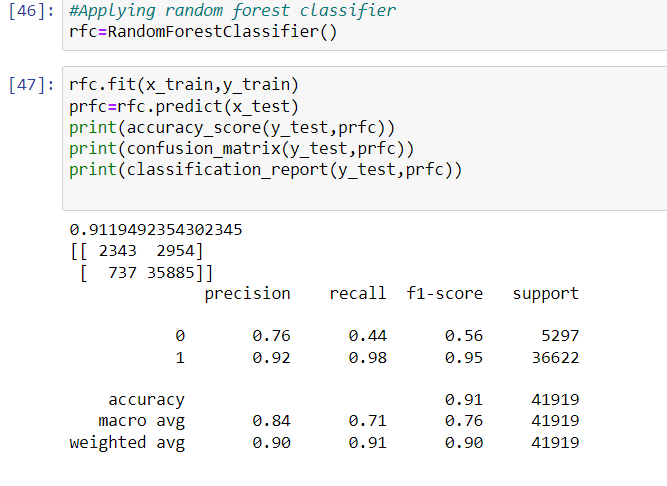 [46]: #Applying random forest classifier
rfc=RandomForestClassifier()
[47]: rfc.fit(x_train,y_train)
prfc=rfc.predict(x_test)
print(accuracy_score(y_test,prfc))
print(confusion_matrix(y_test,prfc))
print(classification_report(y_test,prfc))
0.9119492354302345
[[ 2343  2954]
 [  737 35885]]
              precision    recall  f1-score   support
           0       0.76      0.44      0.56      5297
           1       0.92      0.98      0.95     36622
    accuracy                           0.91     41919
   macro avg       0.84      0.71      0.76     41919
weighted avg       0.90      0.91      0.90     41919